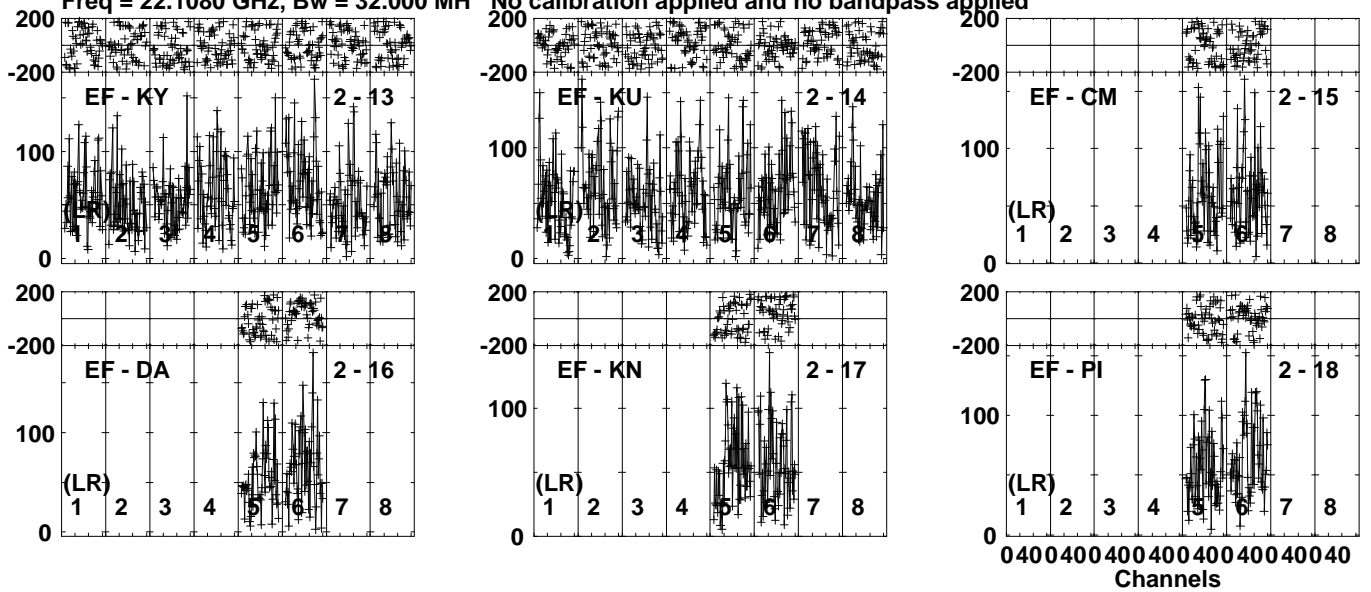 Freq = 22.1080 GHz, Bw = 32.000 MH No calibration applied and no bandpass applied
200
-200
EF - KY 2 - 13
100
(LR)
1 2 3 4 5 6 7 8
0
200
-200
EF - KU 2 - 14
100
(LR)
1 2 3 4 5 6 7 8
0
200
-200
EF - CM 2 - 15
100
(LR)
1 2 3 4 5 6 7 8
0
200
-200
EF - DA 2 - 16
100
(LR)
1 2 3 4 5 6 7 8
0
200
-200
EF - KN 2 - 17
100
(LR)
1 2 3 4 5 6 7 8
0
200
-200
EF - PI 2 - 18
100
(LR)
1 2 3 4 5 6 7 8
0
0 40 0 40 0 40 0 40 0 40 0 40 0 40 0 40
Channels